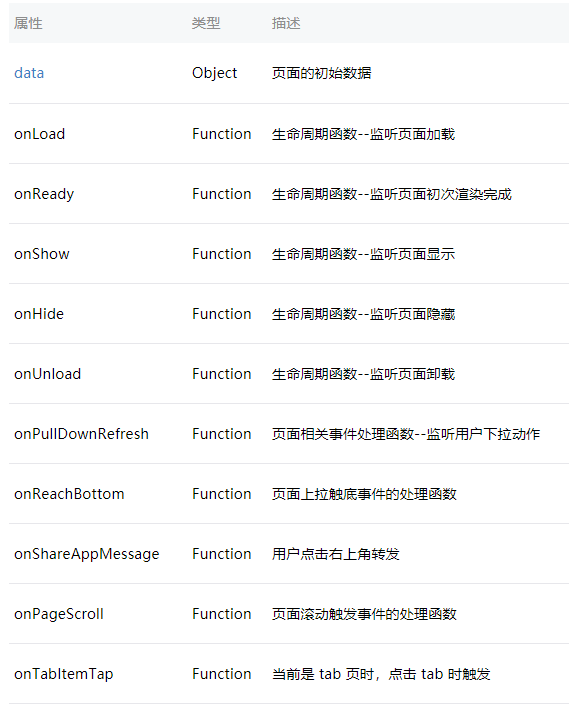 属性 类型 描述
data Object 页面的初始数据
onLoad Function 生命周期函数--监听页面加载
onReady Function 生命周期函数--监听页面初次渲染完成
onShow Function 生命周期函数--监听页面显示
onHide Function 生命周期函数--监听页面隐藏
onUnload Function 生命周期函数--监听页面卸载
onPullDownRefresh Function 页面相关事件处理函数--监听用户下拉动作
onReachBottom Function 页面上拉触底事件的处理函数
onShareAppMessage Function 用户点击右上角转发
onPageScroll Function 页面滚动触发事件的处理函数
onTabItemTap Function 当前是 tab 页时，点击 tab 时触发